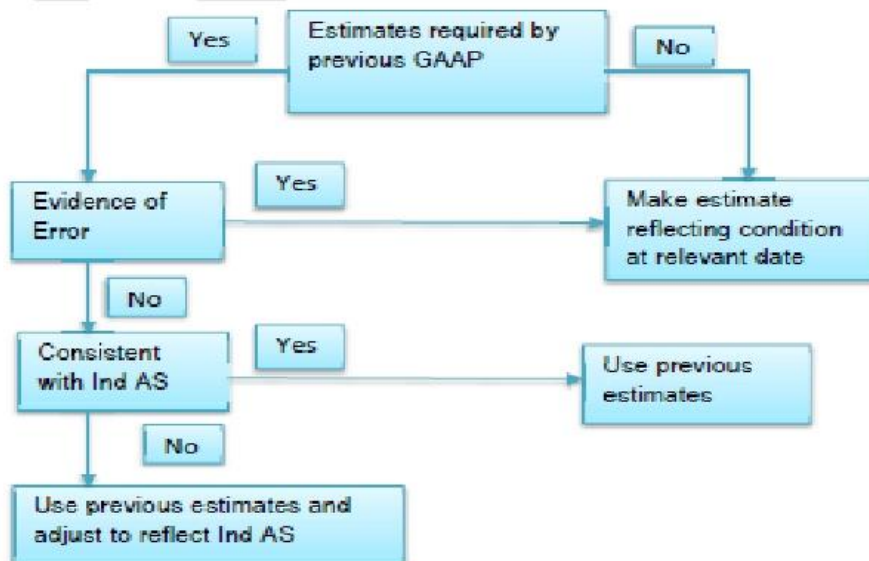 Yes
Estimates required by
previous GAAP
No
Evidence of
Error
Yes
Make estimate
reflecting condition
at relevant date
No
Consistent
with Ind AS
Yes
Use previous
estimates
No
Use previous estimates and
adjust to reflect Ind AS